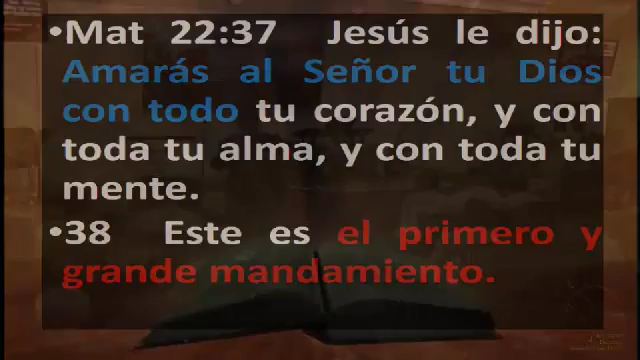 •Mat 22:37 Jesús le dijo:
Amarás al Señor tu Dios
con todo tu corazón, y con
toda tu alma, y con toda tu
mente.
•38 Este es el primero y
grande mandamiento.